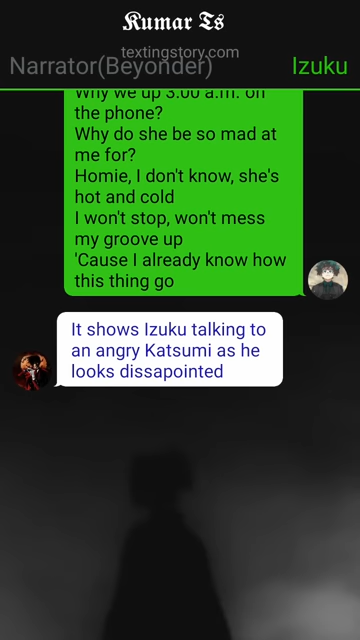 Kumar Ts
textingstory.com
Narrator(Beyonder)
Izuku
Why we up 3:00 a.m. on
the phone?
Why do she be so mad at
me for?
Homie, I don't know, she's
hot and cold
I won't stop, won't mess
my groove up
'Cause I already know how
this thing go
It shows Izuku talking to
an angry Katsumi as he
looks dissapointed